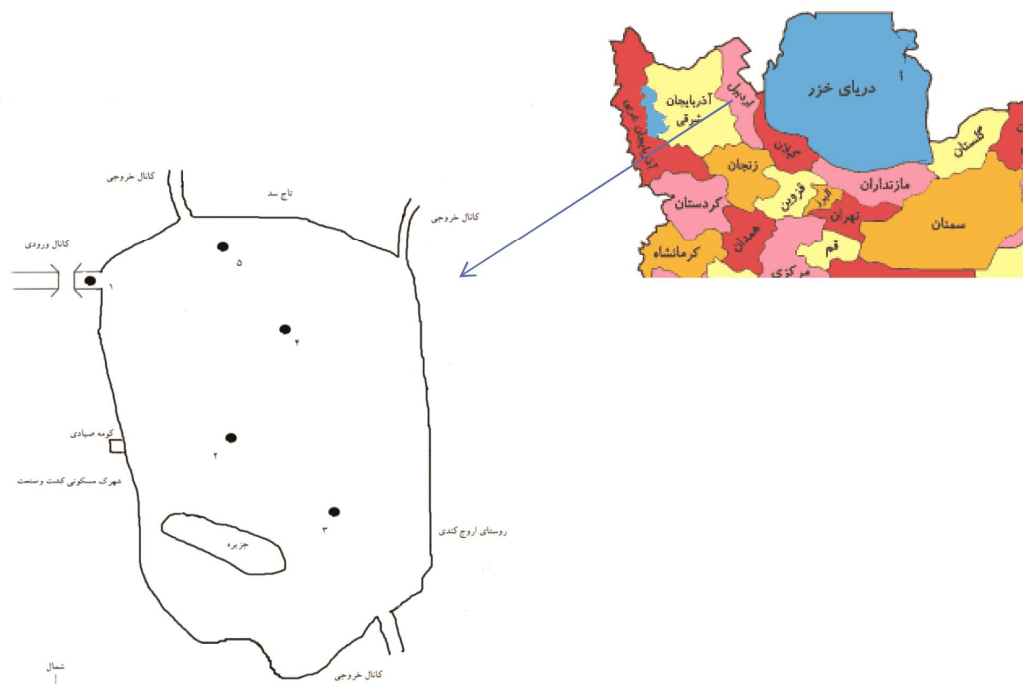 کانال خروجی
تاج سد
کانال خروجی
کانال ورودی
۵
۱
۴
کومه صیادی
۲
شهرک مسکونی کشت وصنعت
۳
روستای اروج کندی
جزیره
کانال خروجی
شمال
دریای خزر
اردبیل
آذربایجان
شرقی
آذربایجان غربی
گیلان
گلستان
زنجان
مازنداران
قزوین
البرز
کردستان
تهران
سمنان
همدان
قم
کرمانشاه
مرکزی